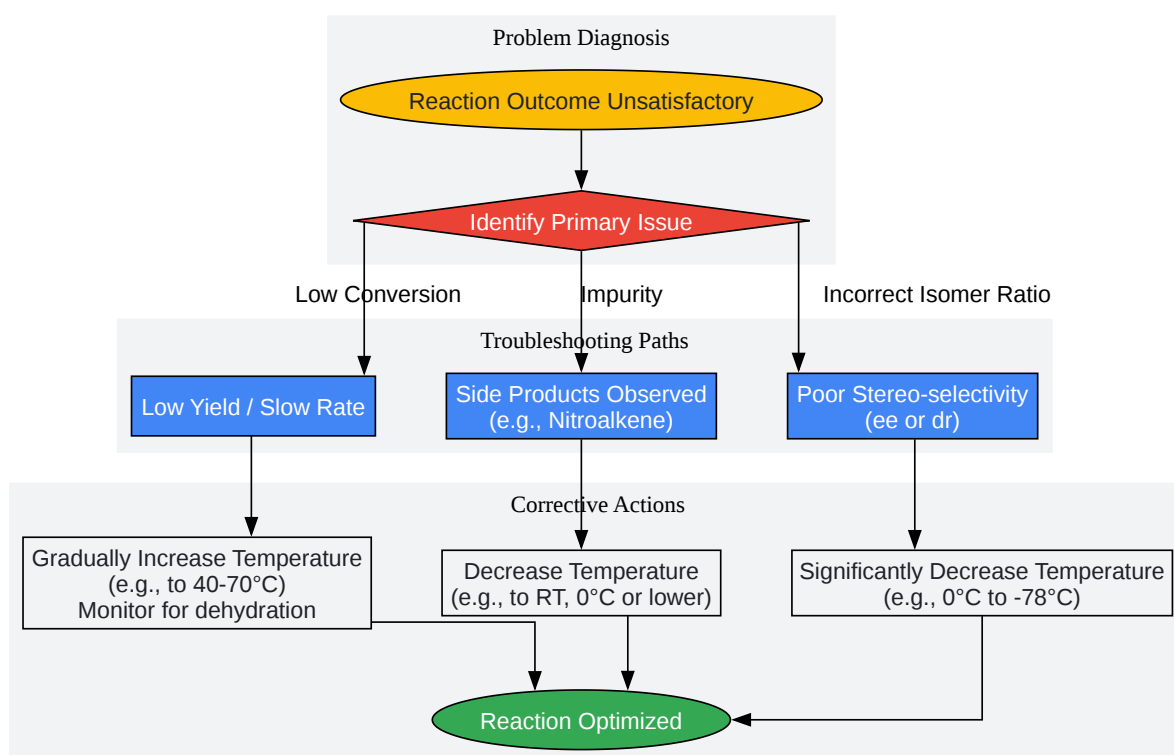 Problem Diagnosis
Reaction Outcome Unsatisfactory
Identify Primary Issue
Low Conversion
Impurity
Incorrect Isomer Ratio
Troubleshooting Paths
Low Yield / Slow Rate
Side Products Observed
(e.g., Nitroalkene)
Poor Stereo-selectivity
(ee or dr)
Corrective Actions
Gradually Increase Temperature
(e.g., to 40-70°C)
Monitor for dehydration
Decrease Temperature
(e.g., to RT, 0°C or lower)
Significantly Decrease Temperature
(e.g., 0°C to -78°C)
Reaction Optimized